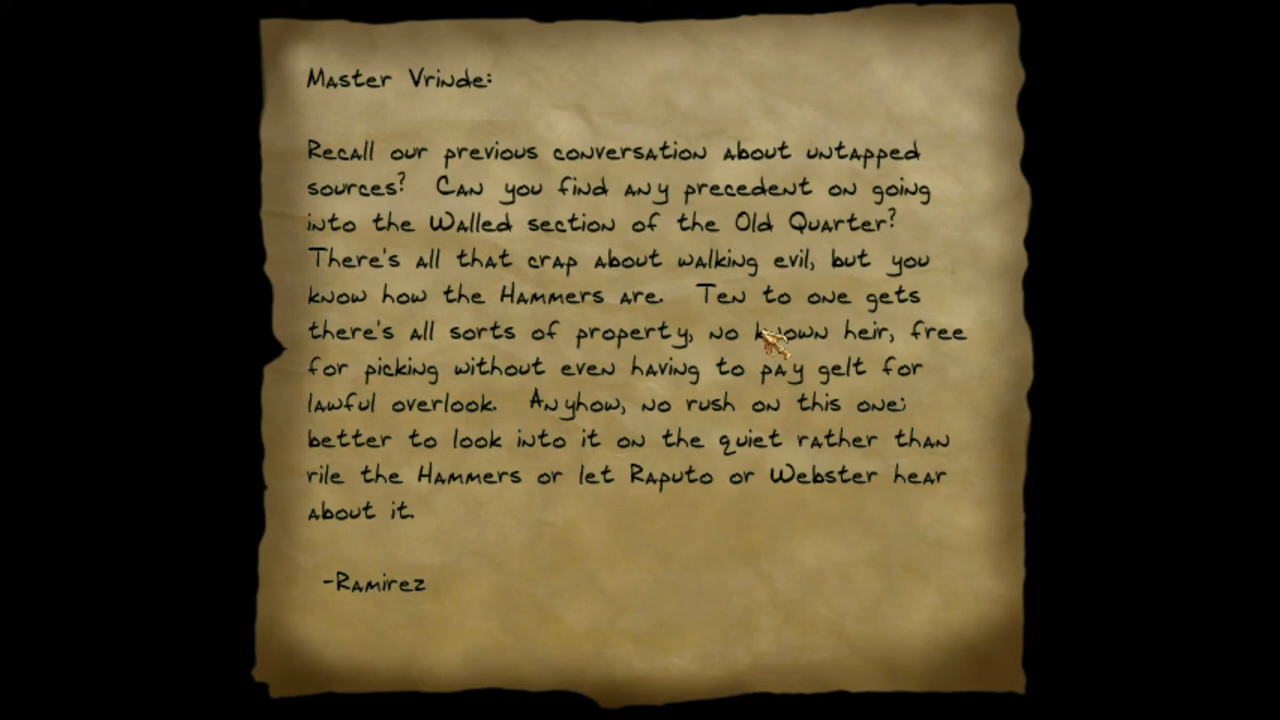 Master Vrinde:
Recall our previous conversation about untapped
sources?  Can you find any precedent on going
into the Walled section of the Old Quarter?
There's all that crap about walking evil, but you
know how the Hammers are.  Ten to one gets
there's all sorts of property, no known heir, free
for picking without even having to pay gelt for
lawful overlook.  Anyhow, no rush on this one;
better to look into it on the quiet rather than
rile the Hammers or let Raputo or Webster hear
about it.
-Ramirez